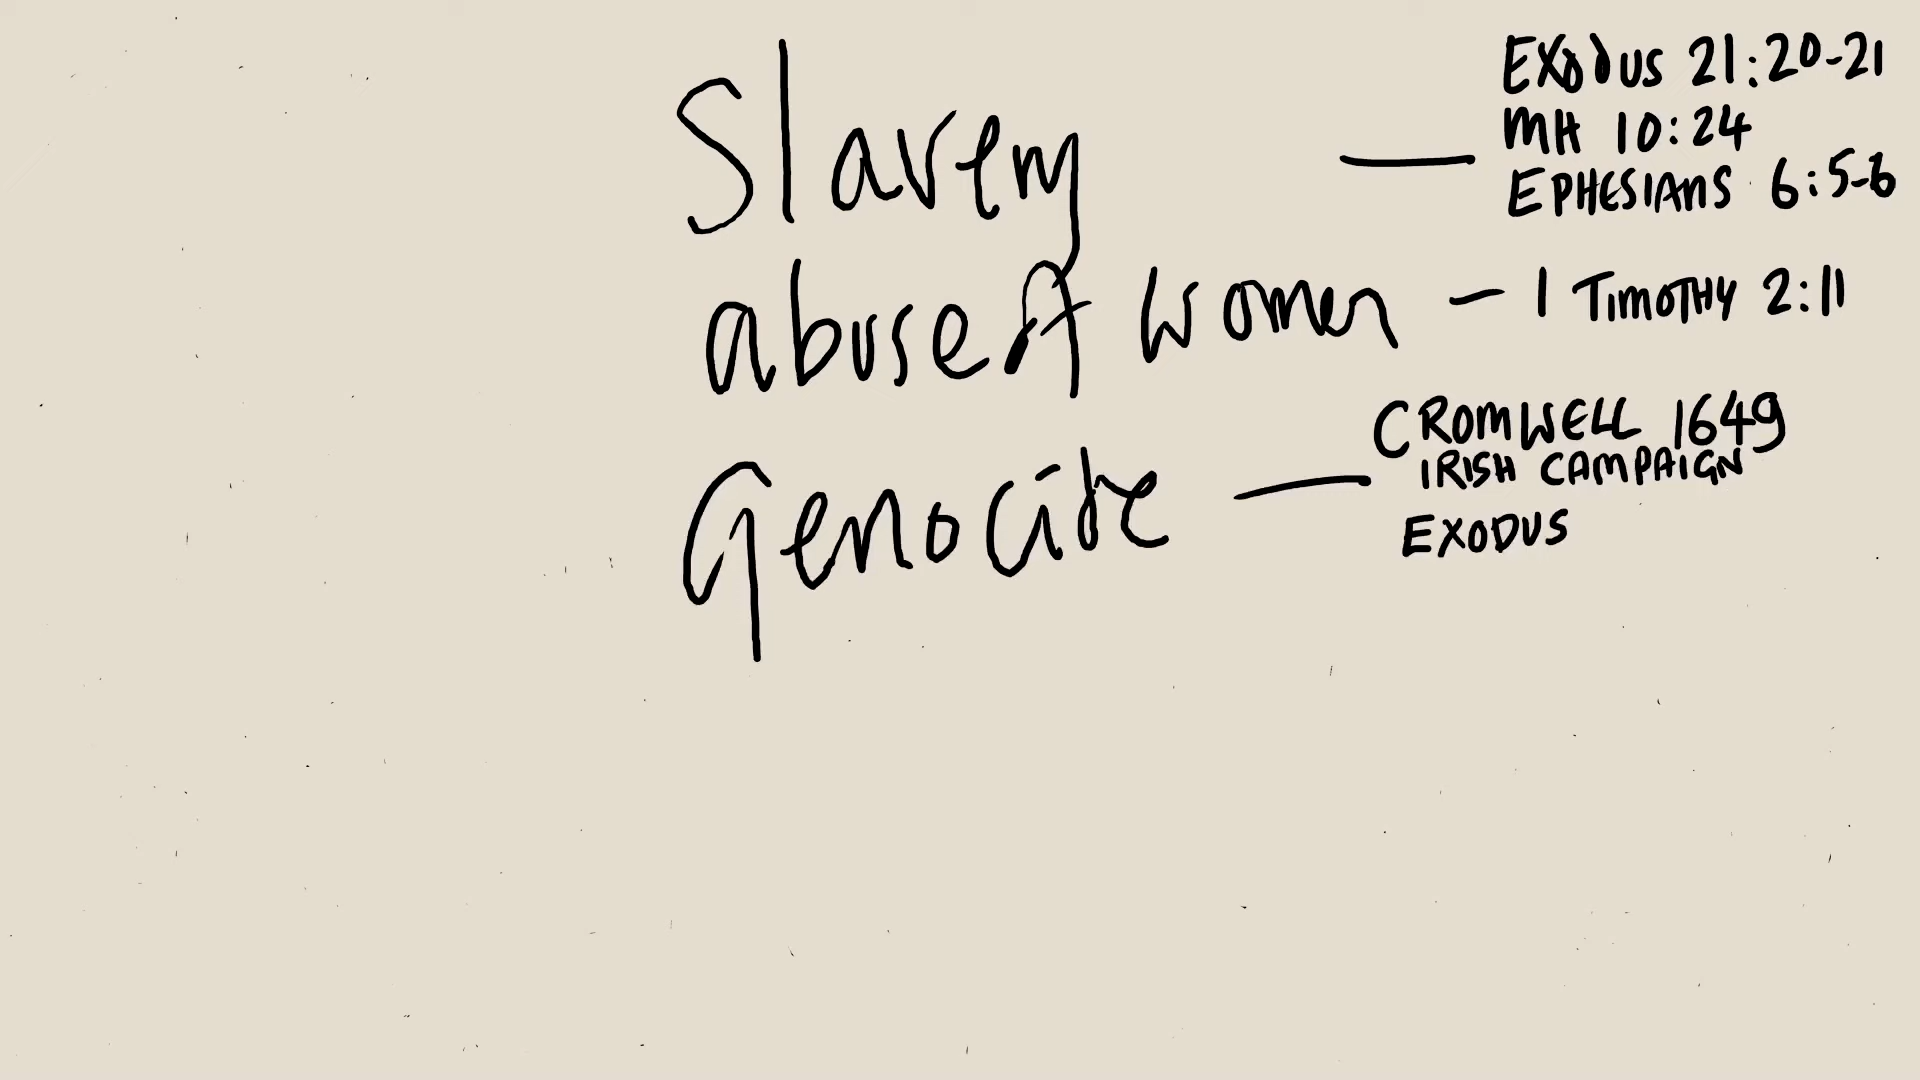 Slavery
EXODUS 21:20-21
MH 10:24
EPHESIANS 6:5-6
abuse of women - 1 TIMOTHY 2:11
genocide
CROMWELL 1649
IRISH CAMPAIGN
EXODUS